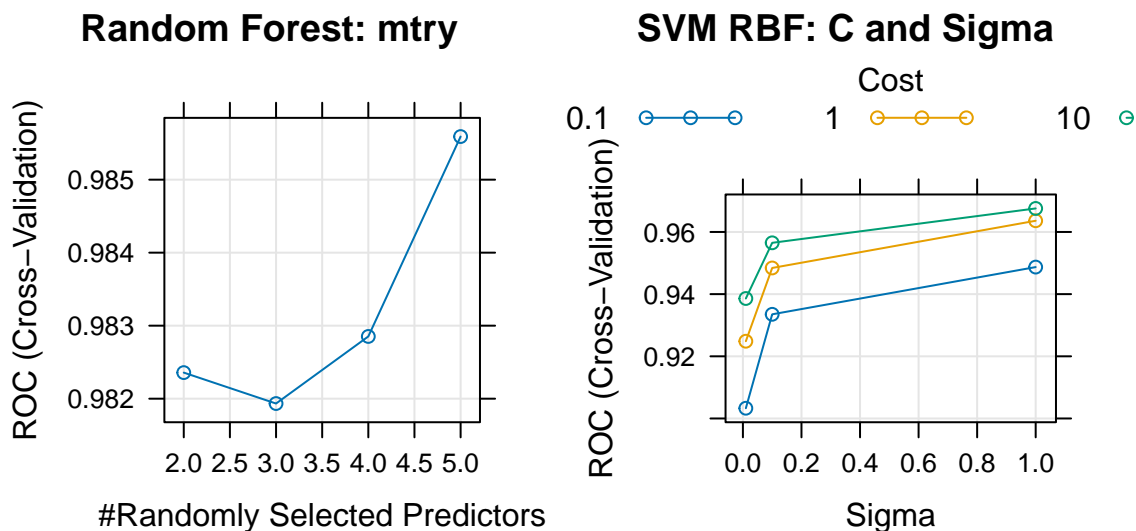 Random Forest: mtry
ROC (Cross−Validation)
0.985
0.984
0.983
0.982
2.0 2.5 3.0 3.5 4.0 4.5 5.0
#Randomly Selected Predictors
SVM RBF: C and Sigma
Cost
0.1 1 10
ROC (Cross−Validation)
0.96
0.94
0.92
0.0 0.2 0.4 0.6 0.8 1.0
Sigma